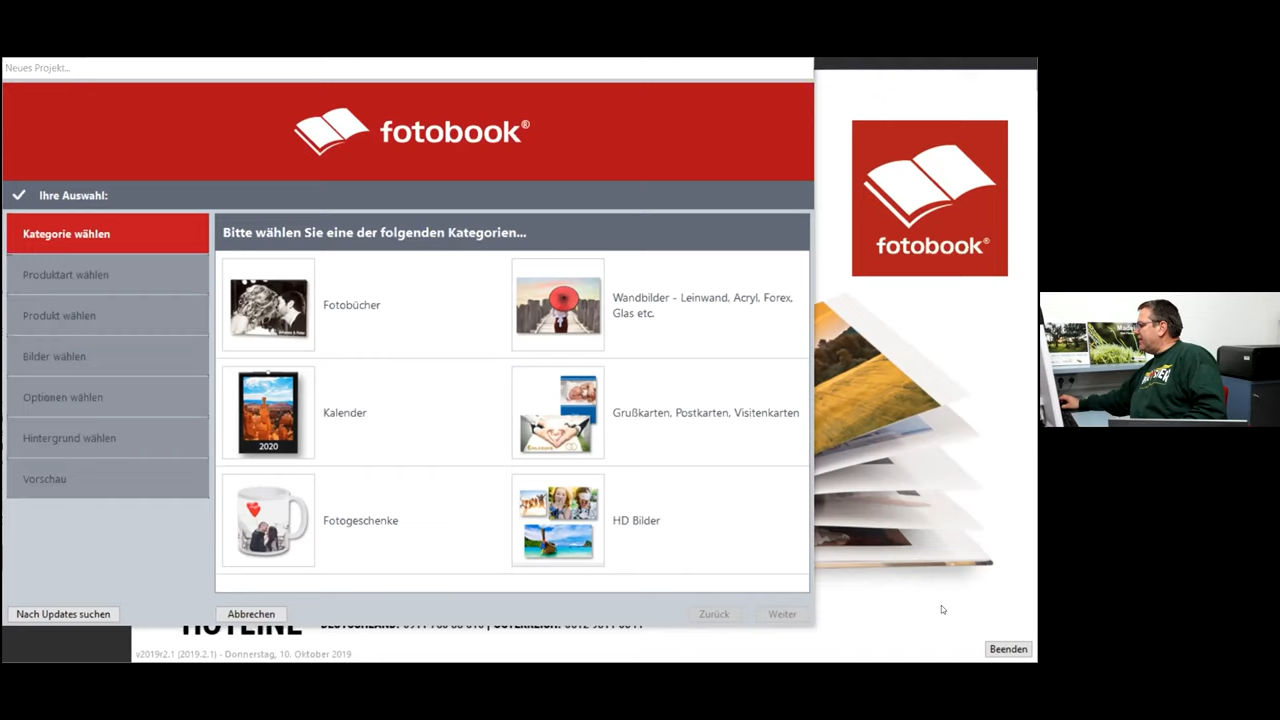 Neues Projekt...
fotobook®
Ihre Auswahl:
Kategorie wählen
Produktart wählen
Produkt wählen
Bilder wählen
Optionen wählen
Hintergrund wählen
Vorschau
Bitte wählen Sie eine der folgenden Kategorien...
Fotobücher
Wandbilder - Leinwand, Acryl, Forex,
Glas etc.
Kalender
2020
Grußkarten, Postkarten, Visitenkarten
Fotogeschenke
HD Bilder
Nach Updates suchen
Abbrechen
Zurück
Weiter
fotobook®
HOTLINE
v2019r2.1 (2019.2.1) - Donnerstag, 10. Oktober 2019
Beenden